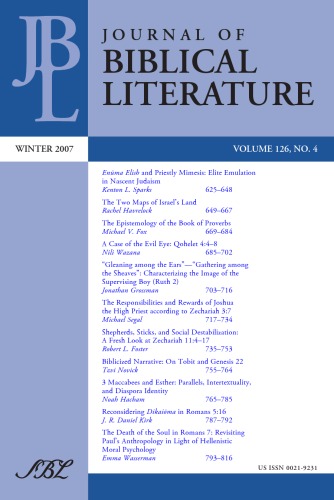 JBL
JOURNAL OF
BIBLICAL
LITERATURE
WINTER 2007
VOLUME 126, NO. 4
Enūma Elish and Priestly Mimesis: Elite Emulation
in Nascent Judaism
Kenton L. Sparks 625–648
The Two Maps of Israel's Land
Rachel Havrelock 649–667
The Epistemology of the Book of Proverbs
Michael V. Fox 669–684
A Case of the Evil Eye: Qohelet 4:4–8
Nili Wazana 685–702
“Gleaning among the Ears”—“Gathering among
the Sheaves”: Characterizing the Image of the
Supervising Boy (Ruth 2)
Jonathan Grossman 703–716
The Responsibilities and Rewards of Joshua
the High Priest according to Zechariah 3:7
Michael Segal 717–734
Shepherds, Sticks, and Social Destabilization:
A Fresh Look at Zechariah 11:4–17
Robert L. Foster 735–753
Biblicized Narrative: On Tobit and Genesis 22
Tzvi Novick 755–764
3 Maccabees and Esther: Parallels, Intertextuality,
and Diaspora Identity
Noah Hacham 765–785
Reconsidering Dikaiōma in Romans 5:16
J. R. Daniel Kirk 787–792
The Death of the Soul in Romans 7: Revisiting
Paul's Anthropology in Light of Hellenistic
Moral Psychology
Emma Wasserman 793–816
US ISSN 0021-9231
SBL